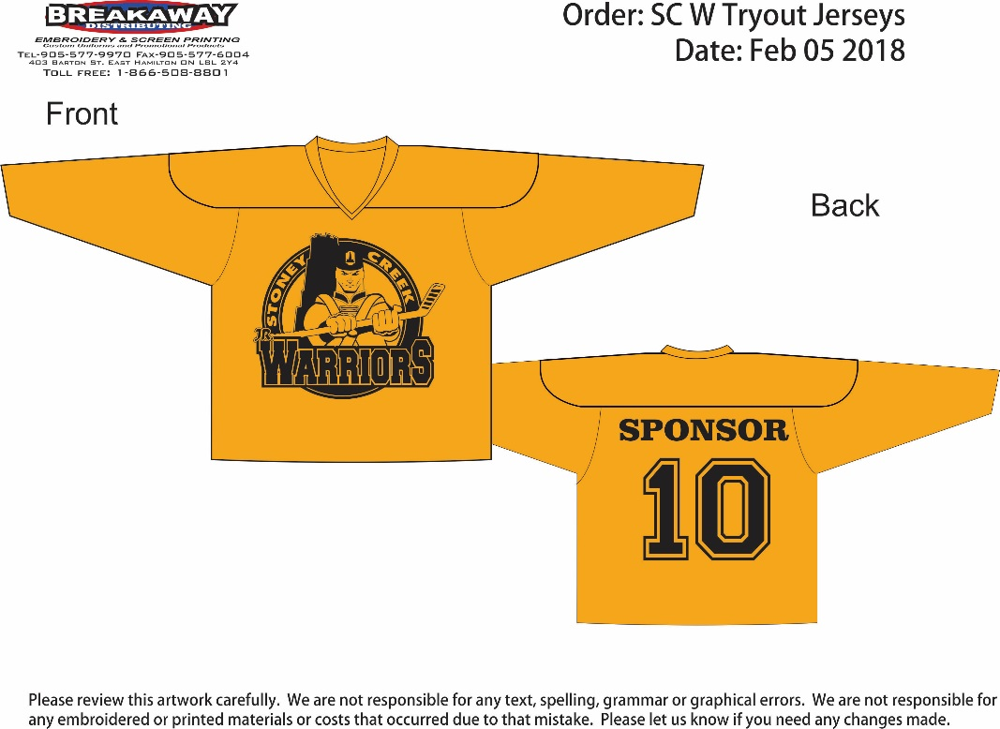 BREAKAWAY
DISTRIBUTING
EMBROIDERY & SCREEN PRINTING
Custom Uniforms and Promotional Products
TEL-905-577-9970 FAX-905-577-6004
403 BARTON ST. EAST HAMILTON ON L8L 2Y4
TOLL FREE: 1-866-508-8801
Order: SC W Tryout Jerseys
Date: Feb 05 2018
Front
STONEY CREEK
JR.
WARRIORS
Back
SPONSOR
10
Please review this artwork carefully. We are not responsible for any text, spelling, grammar or graphical errors. We are not responsible for
any embroidered or printed materials or costs that occurred due to that mistake. Please let us know if you need any changes made.